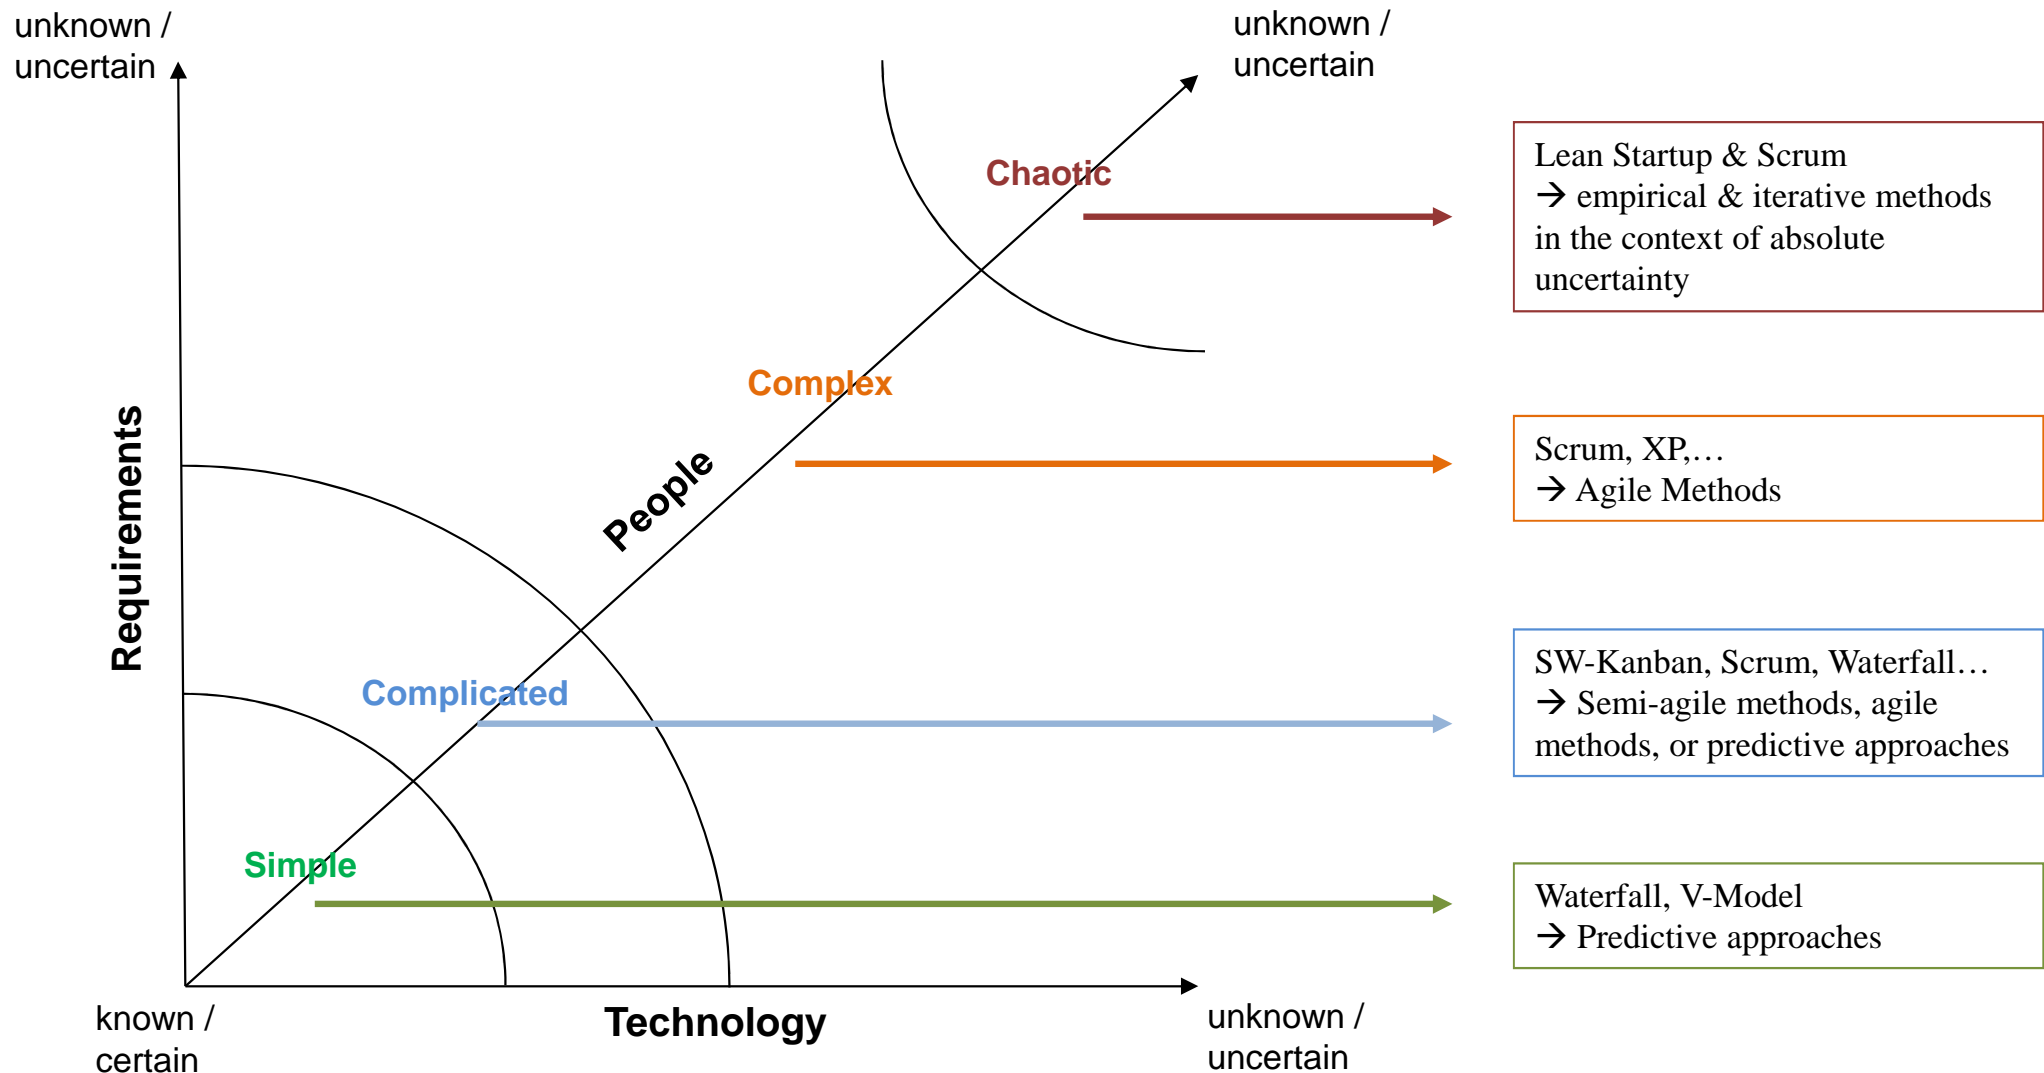 unknown /
uncertain
unknown /
uncertain
Chaotic
Lean Startup & Scrum
→ empirical & iterative methods
in the context of absolute
uncertainty
Complex
Scrum, XP,…
→ Agile Methods
Requirements
People
Complicated
SW-Kanban, Scrum, Waterfall…
→ Semi-agile methods, agile
methods, or predictive approaches
Simple
Waterfall, V-Model
→ Predictive approaches
known /
certain
Technology
unknown /
uncertain